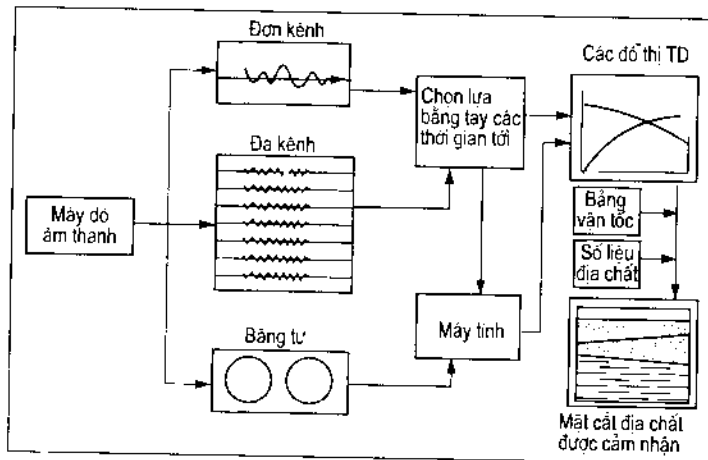 Đơn kênh
Các đồ thị TD
Chọn lựa
bằng tay các
thời gian tới
Đa kênh
Máy dò
âm thanh
Bảng
vận tốc
Số liệu
địa chất
Băng từ
Máy tính
Mặt cắt địa chất
được cảm nhận